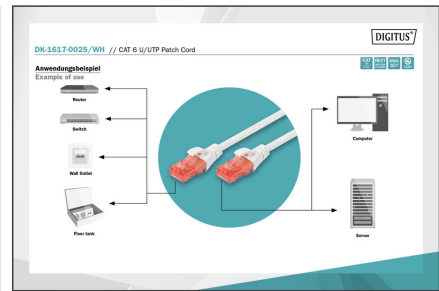 DIGITUS®
DK-1617-0025/WH // CAT 6 U/UTP Patch Cord
Anwendungsbeispiel
Example of use
Router
Switch
Wall Outlet
Floor tank
Computer
Server